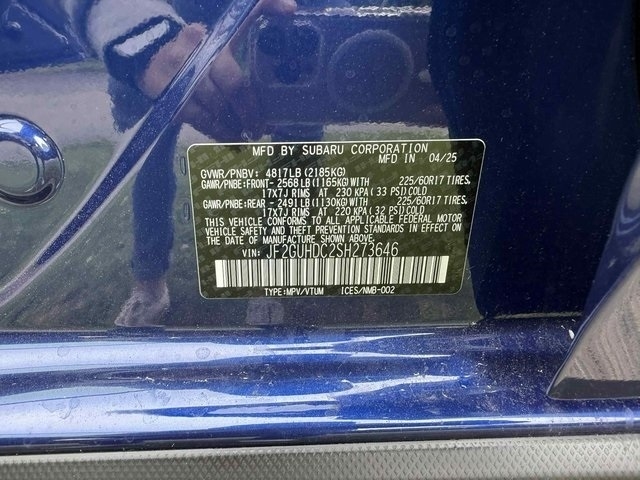 MFD BY SUBARU CORPORATION
MFD IN 04/25
GVWR/PNBV: 4817LB (2185KG)
GAWR/PNBE:FRONT- 2568LB (1165KG) WITH 225/60R17 TIRES,
17X7J RIMS AT 230 KPA (33 PSI) COLD
GAWR/PNBE:REAR - 2491LB (1130KG) WITH 225/60R17 TIRES,
17X7J RIMS AT 220 KPA (32 PSI) COLD
THIS VEHICLE CONFORMS TO ALL APPLICABLE FEDERAL MOTOR
VEHICLE SAFETY, BUMPER, AND THEFT PREVENTION STANDARDS IN EFFECT ON
THE DATE OF MANUFACTURE SHOWN ABOVE.
VIN: JF2GUHDC2SH273646
TYPE:MPV/VTUM ICES/NMB-002